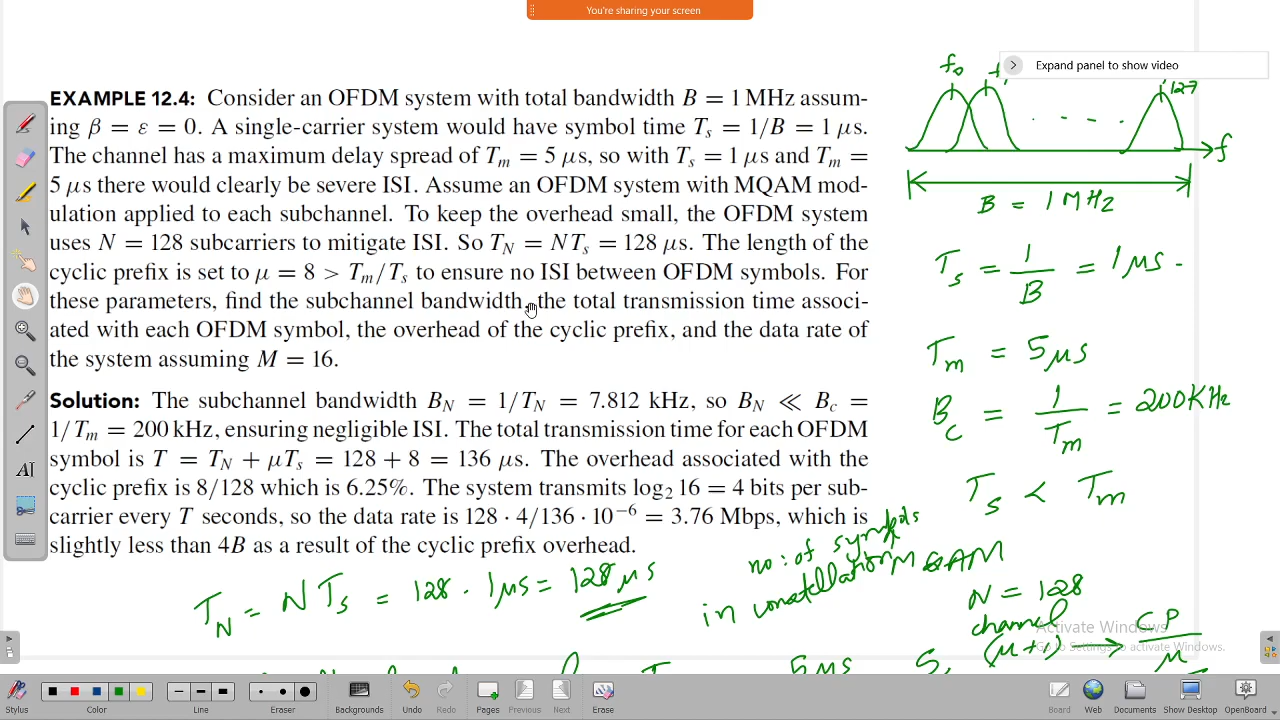 You're sharing your screen
Expand panel to show video
EXAMPLE 12.4: Consider an OFDM system with total bandwidth B = 1 MHz assum-
ing β = ε = 0. A single-carrier system would have symbol time Ts = 1/B = 1 μs.
The channel has a maximum delay spread of Tm = 5 μs, so with Ts = 1 μs and Tm =
5 μs there would clearly be severe ISI. Assume an OFDM system with MQAM mod-
ulation applied to each subchannel. To keep the overhead small, the OFDM system
uses N = 128 subcarriers to mitigate ISI. So TN = NTs = 128 μs. The length of the
cyclic prefix is set to μ = 8 > Tm/Ts to ensure no ISI between OFDM symbols. For
these parameters, find the subchannel bandwidth, the total transmission time associ-
ated with each OFDM symbol, the overhead of the cyclic prefix, and the data rate of
the system assuming M = 16.
Solution: The subchannel bandwidth BN = 1/TN = 7.812 kHz, so BN ≪ Bc =
1/Tm = 200 kHz, ensuring negligible ISI. The total transmission time for each OFDM
symbol is T = TN + μTs = 128 + 8 = 136 μs. The overhead associated with the
cyclic prefix is 8/128 which is 6.25%. The system transmits log2 16 = 4 bits per sub-
carrier every T seconds, so the data rate is 128 · 4/136 · 10−6 = 3.76 Mbps, which is
slightly less than 4B as a result of the cyclic prefix overhead.
f0
127
f
B = 1 MHz
Ts = 1/B = 1 μs
Tm = 5 μs
Bc = 1/Tm = 200 KHz
Ts < Tm
no: of symbols
in constellation M QAM
TN = N Ts = 128 · 1 μs = 128 μs
N = 128
channel
(μ+1) → CP
μ
5 μs
Activate Windows
Go to Settings to activate Windows.
Stylus
Color
Line
Eraser
Backgrounds
Undo
Redo
Pages
Previous
Next
Erase
Board
Web
Documents
Show Desktop
OpenBoard